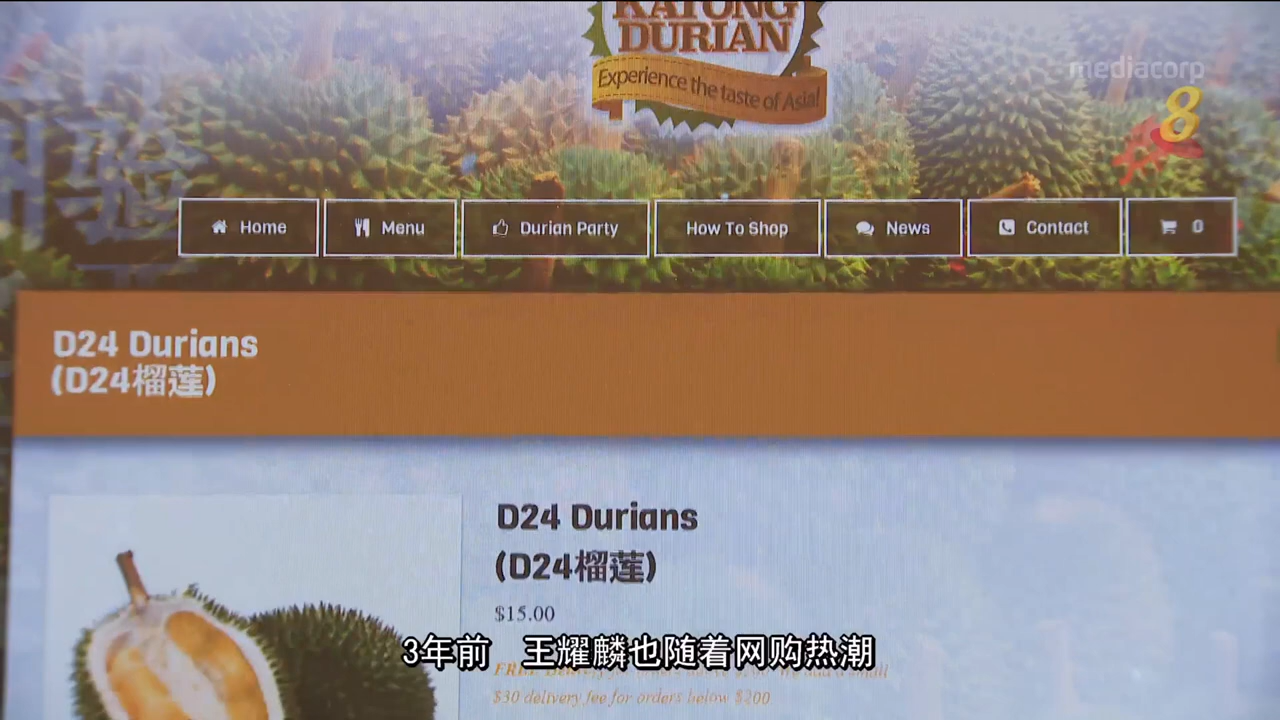 KATONG
DURIAN
Experience the taste of Asia!
mediacorp
8
Home
Menu
Durian Party
How To Shop
News
Contact
0
D24 Durians
(D24榴莲)
D24 Durians
(D24榴莲)
$15.00
3年前 王耀麟也随着网购热潮
$30 delivery fee for orders below $200